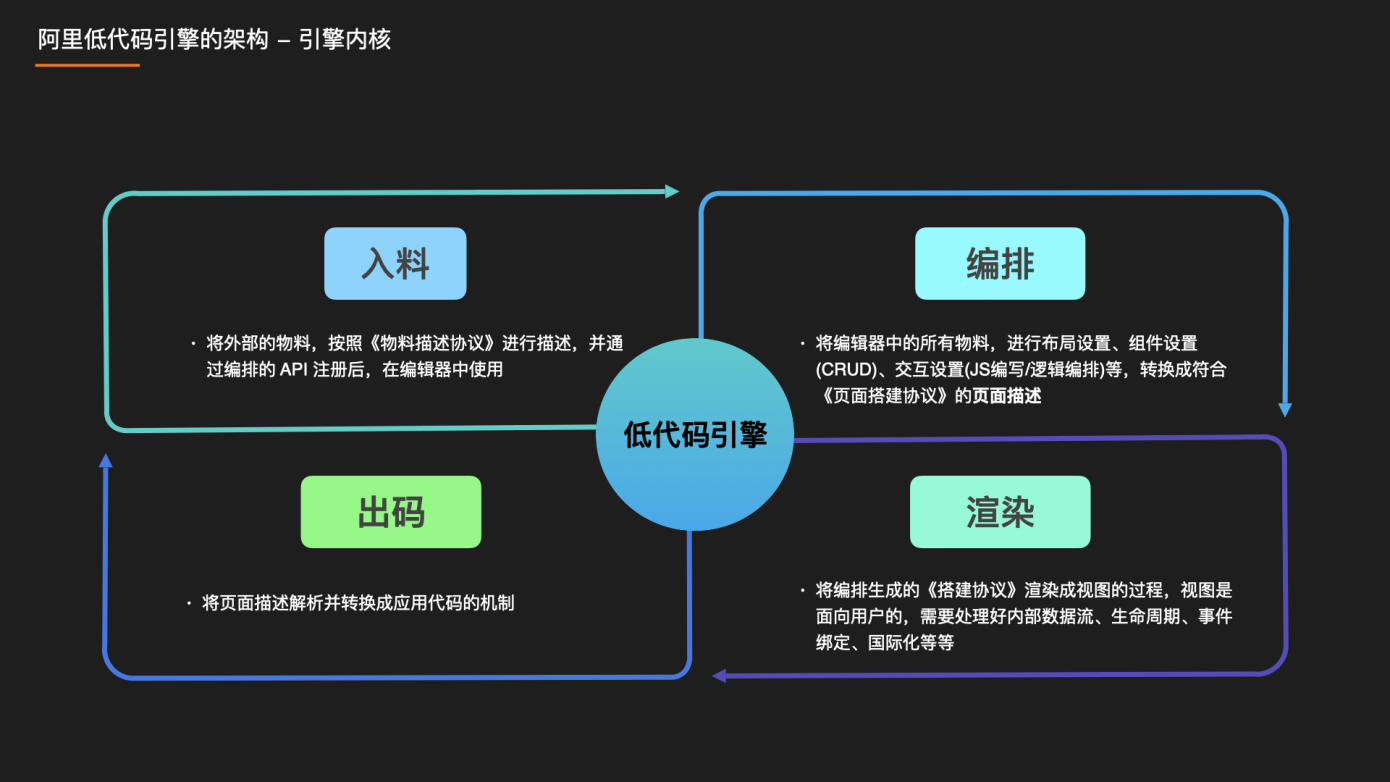 阿里低代码引擎的架构 – 引擎内核
入料
· 将外部的物料，按照《物料描述协议》进行描述，并通
过编排的 API 注册后，在编辑器中使用
编排
· 将编辑器中的所有物料，进行布局设置、组件设置
(CRUD)、交互设置(JS编写/逻辑编排)等，转换成符合
《页面搭建协议》的页面描述
低代码引擎
出码
· 将页面描述解析并转换成应用代码的机制
渲染
· 将编排生成的《搭建协议》渲染成视图的过程，视图是
面向用户的，需要处理好内部数据流、生命周期、事件
绑定、国际化等等